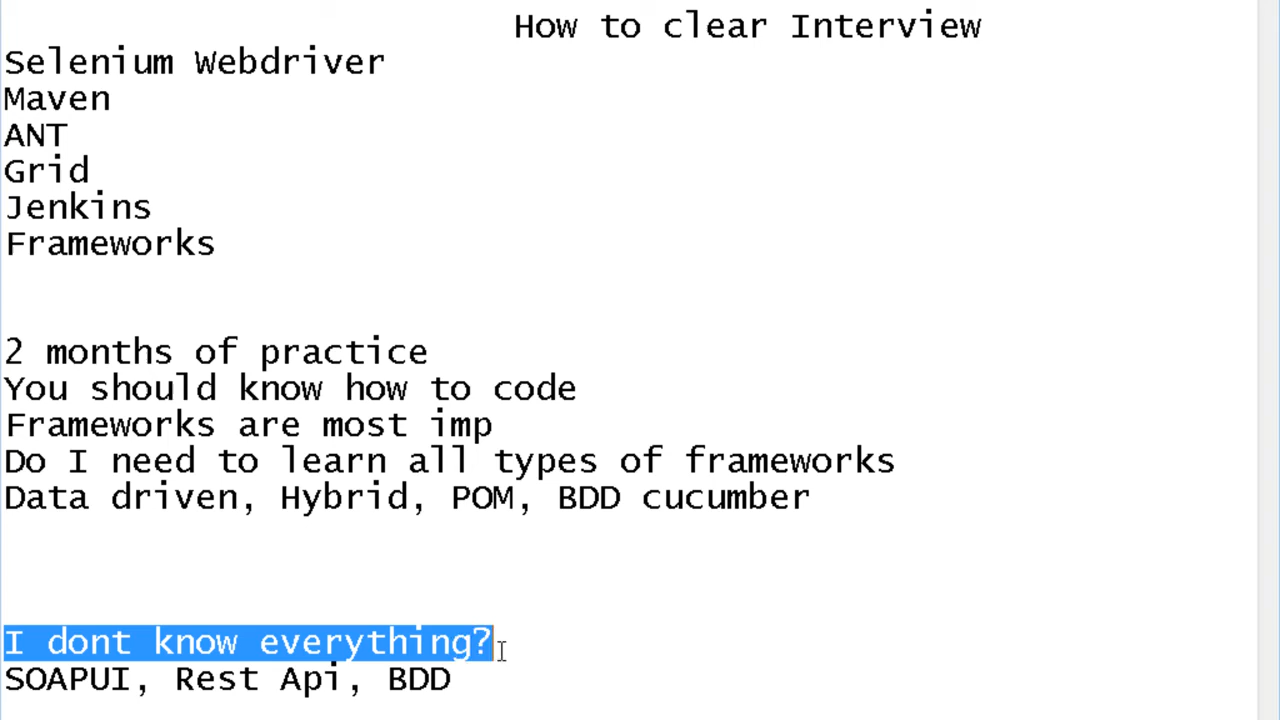 How to clear Interview
Selenium Webdriver
Maven
ANT
Grid
Jenkins
Frameworks
2 months of practice
You should know how to code
Frameworks are most imp
Do I need to learn all types of frameworks
Data driven, Hybrid, POM, BDD cucumber
I dont know everything?
SOAPUI, Rest Api, BDD